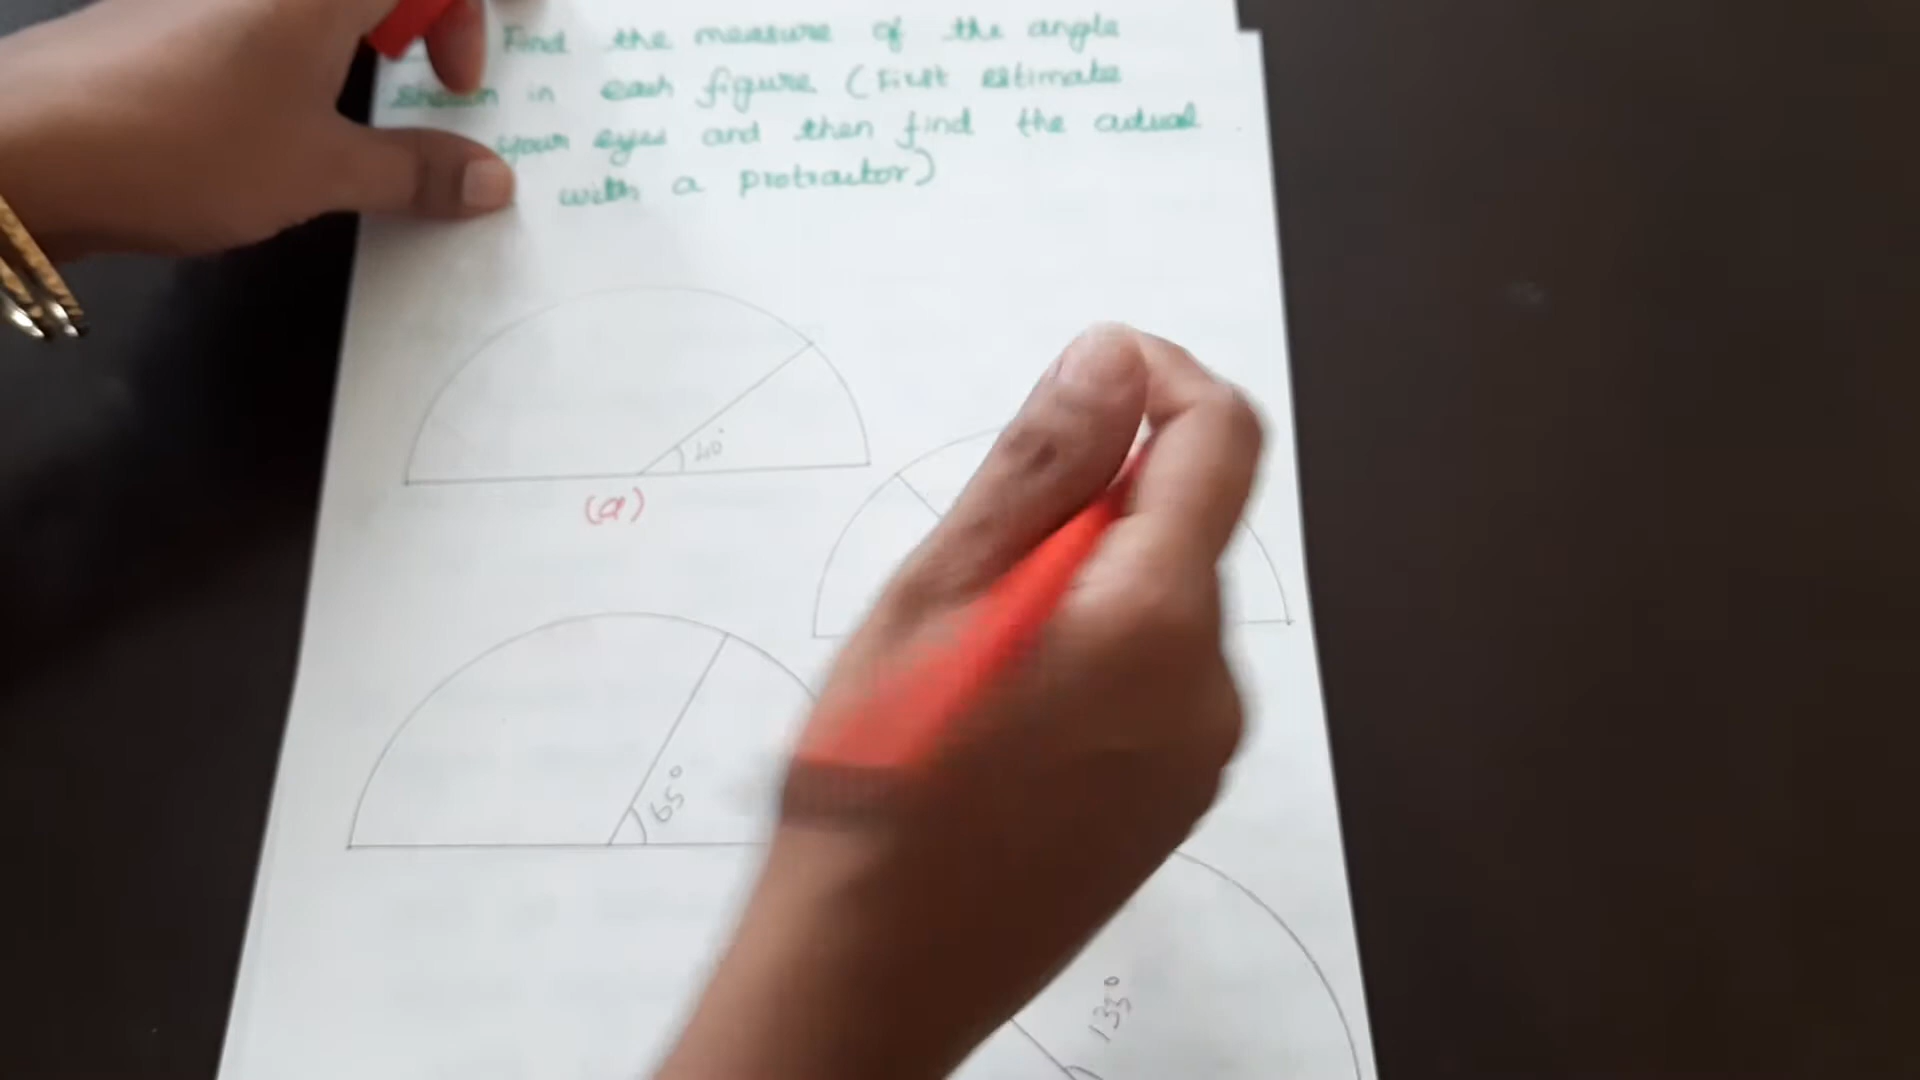 Find the measure of the angle
shown in each figure (First estimate
your eyes and then find the actual
with a protractor)
40°
(a)
65°
135°